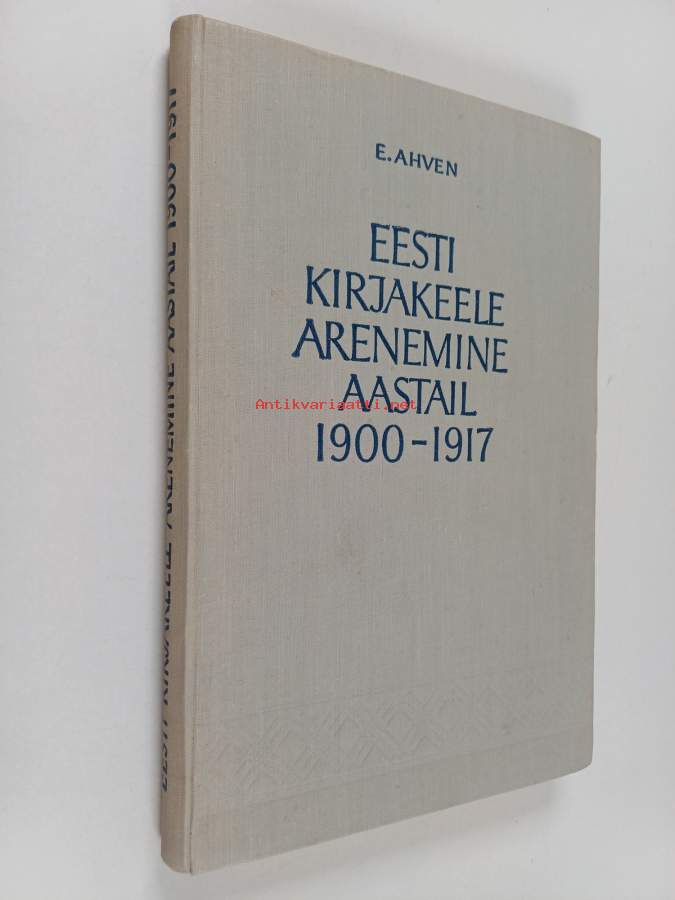 E. AHVEN
EESTI
KIRJAKEELE
ARENEMINE
AASTAIL
1900-1917
Antikvariaatti.net
EESTI KIRJAKEELE ARENEMINE AASTAIL 1900-1917